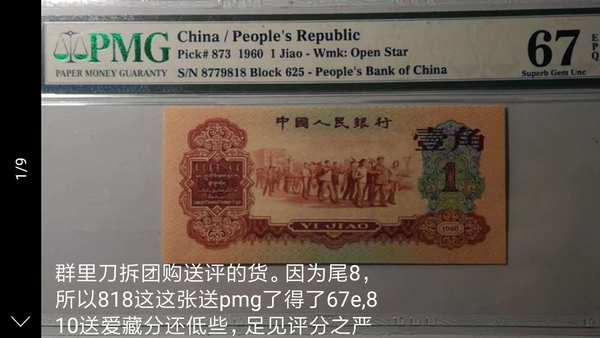 PMG
PAPER MONEY GUARANTY
China / People's Republic
Pick# 873 1960 1 Jiao - Wmk: Open Star
S/N 8779818 Block 625 - People's Bank of China
67
EPQ
Superb Gem Unc
中國人民銀行
壹角
1
YI JIAO
1960
1/9
群里刀拆团购送评的货。因为尾8，
所以818这这张送pmg了得了67e,8
10送爱藏分还低些，足见评分之严